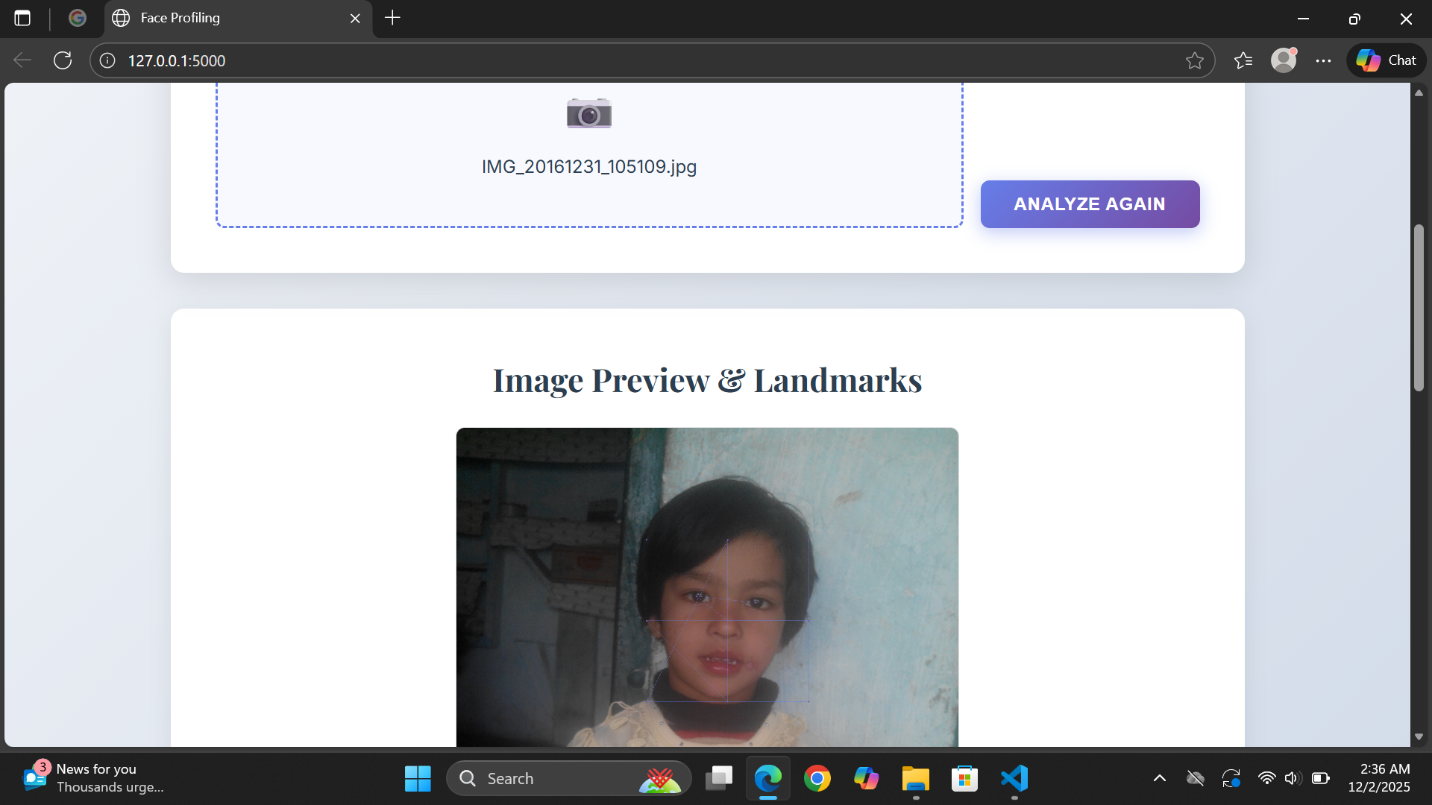 Face Profiling
127.0.0.1:5000
Chat
IMG_20161231_105109.jpg
ANALYZE AGAIN
Image Preview & Landmarks
3
News for you
Thousands urge...
Search
2:36 AM
12/2/2025